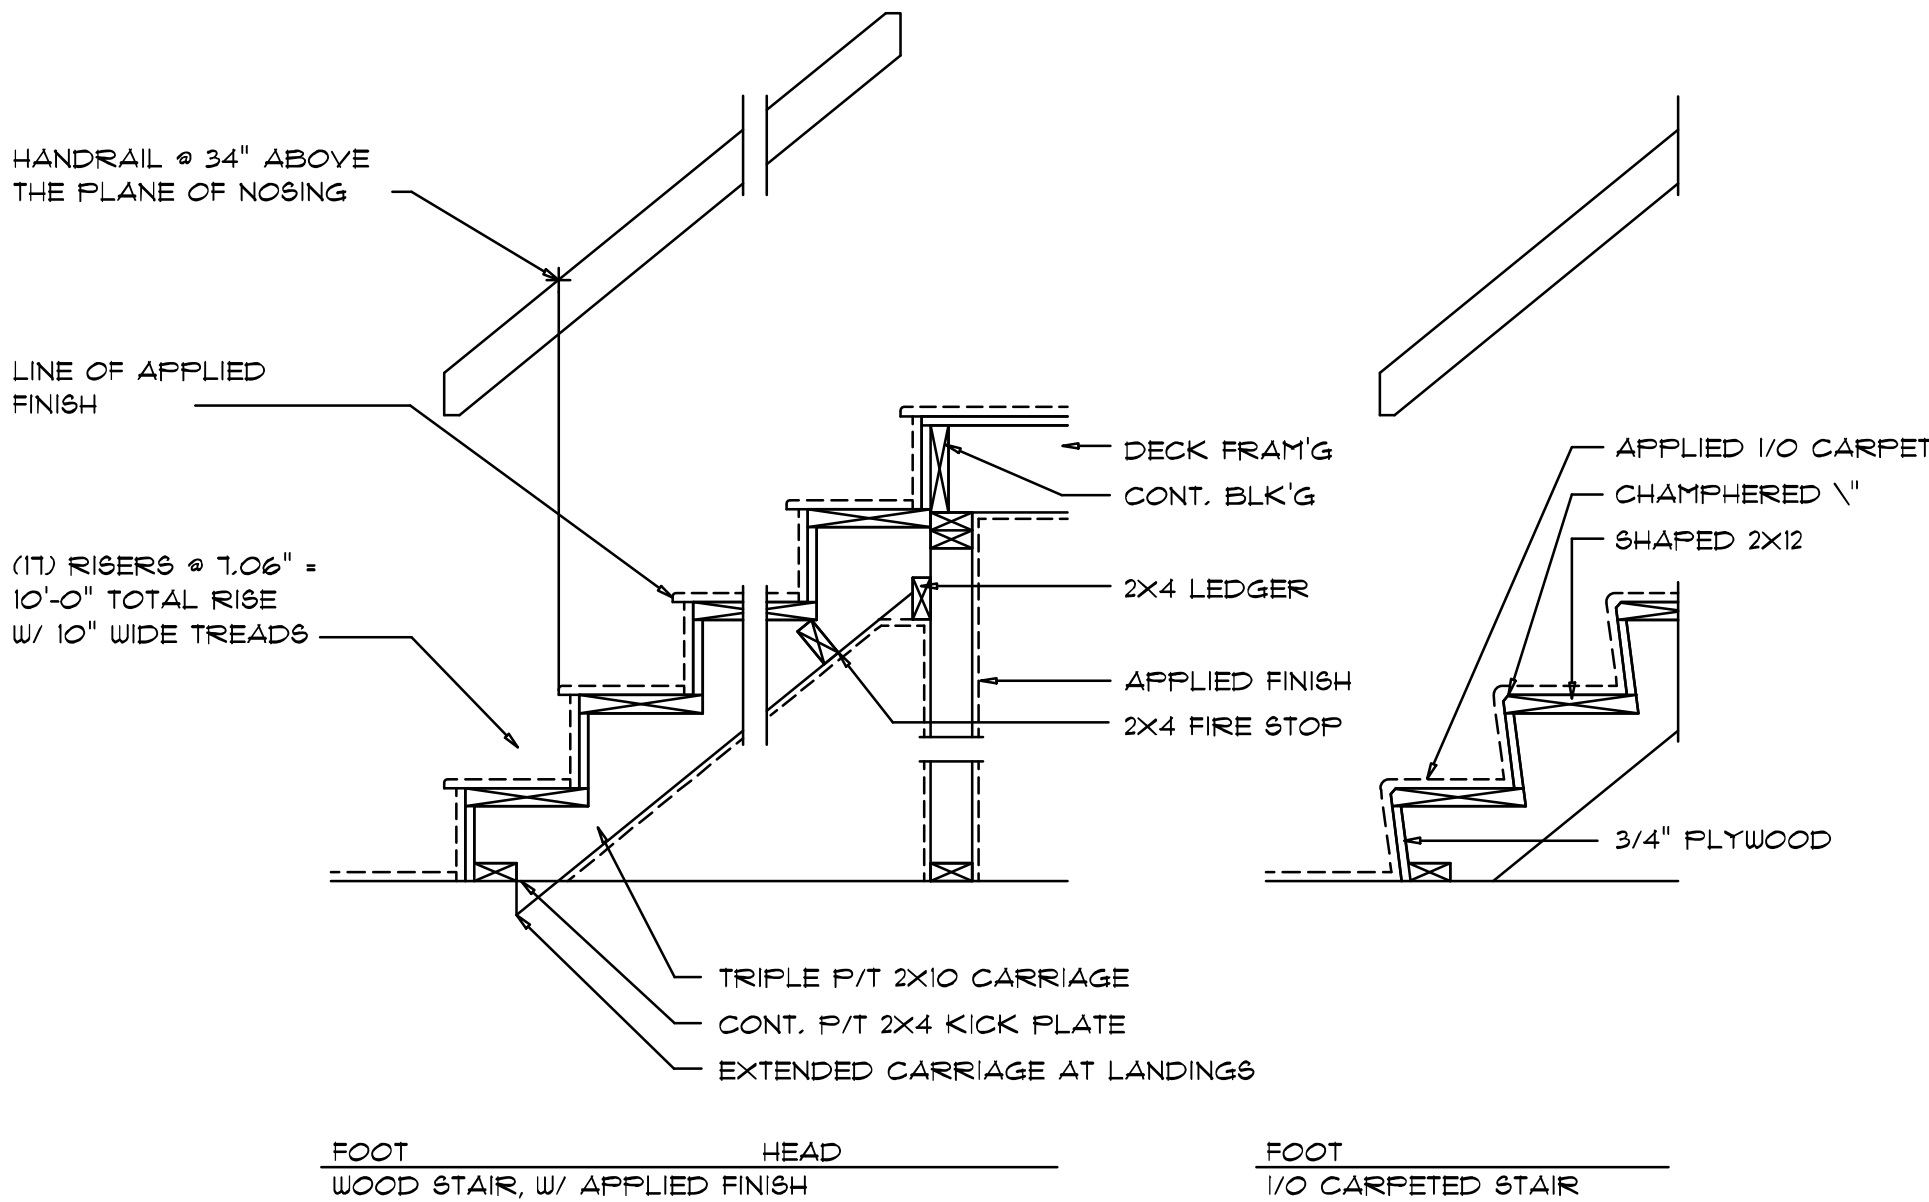 HANDRAIL @ 34" ABOVE
THE PLANE OF NOSING
LINE OF APPLIED
FINISH
(17) RISERS @ 7.06" =
10'-0" TOTAL RISE
W/ 10" WIDE TREADS
DECK FRAM'G
CONT. BLK'G
2X4 LEDGER
APPLIED FINISH
2X4 FIRE STOP
TRIPLE P/T 2X10 CARRIAGE
CONT. P/T 2X4 KICK PLATE
EXTENDED CARRIAGE AT LANDINGS
FOOT HEAD
WOOD STAIR, W/ APPLIED FINISH
APPLIED I/O CARPET
CHAMPHERED \"
SHAPED 2X12
3/4" PLYWOOD
FOOT
I/O CARPETED STAIR